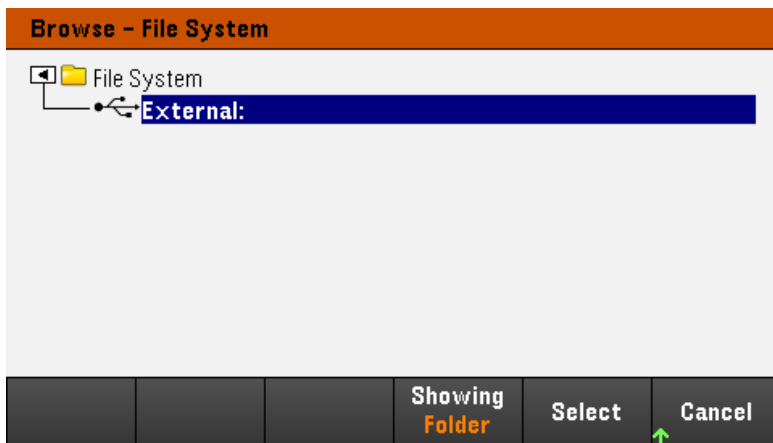 Browse - File System
File System
External:
Showing
Folder
Select
Cancel